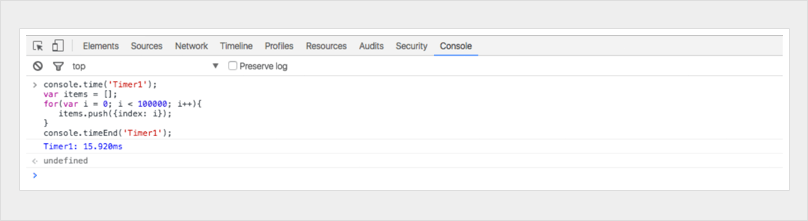 Elements Sources Network Timeline Profiles Resources Audits Security Console
top Preserve log
console.time('Timer1');
var items = [];
for(var i = 0; i < 100000; i++){
   items.push({index: i});
}
console.timeEnd('Timer1');
Timer1: 15.920ms
undefined